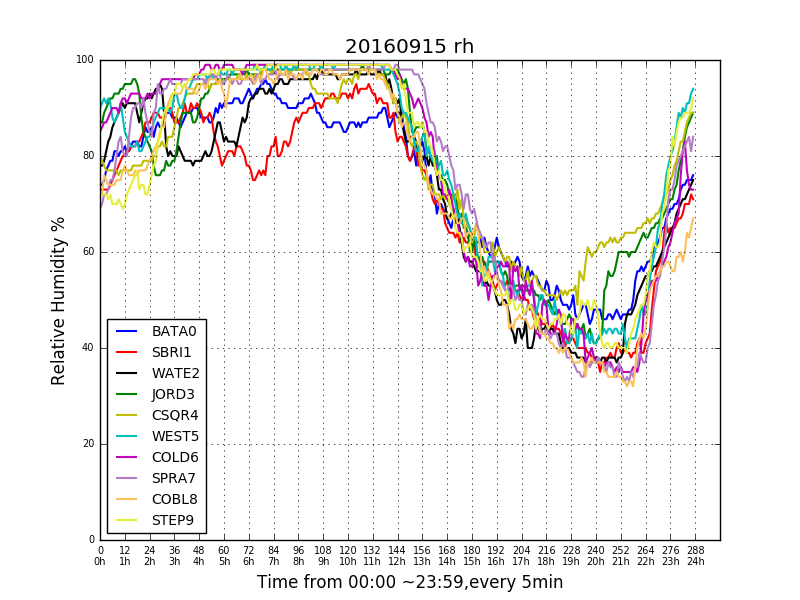 20160915 rh
Relative Humidity %
100
80
60
40
20
0
BATA0
SBRI1
WATE2
JORD3
CSQR4
WEST5
COLD6
SPRA7
COBL8
STEP9
0 12 24 36 48 60 72 84 96 108 120 132 144 156 168 180 192 204 216 228 240 252 264 276 288
0h 1h 2h 3h 4h 5h 6h 7h 8h 9h 10h 11h 12h 13h 14h 15h 16h 17h 18h 19h 20h 21h 22h 23h 24h
Time from 00:00 ~23:59,every 5min